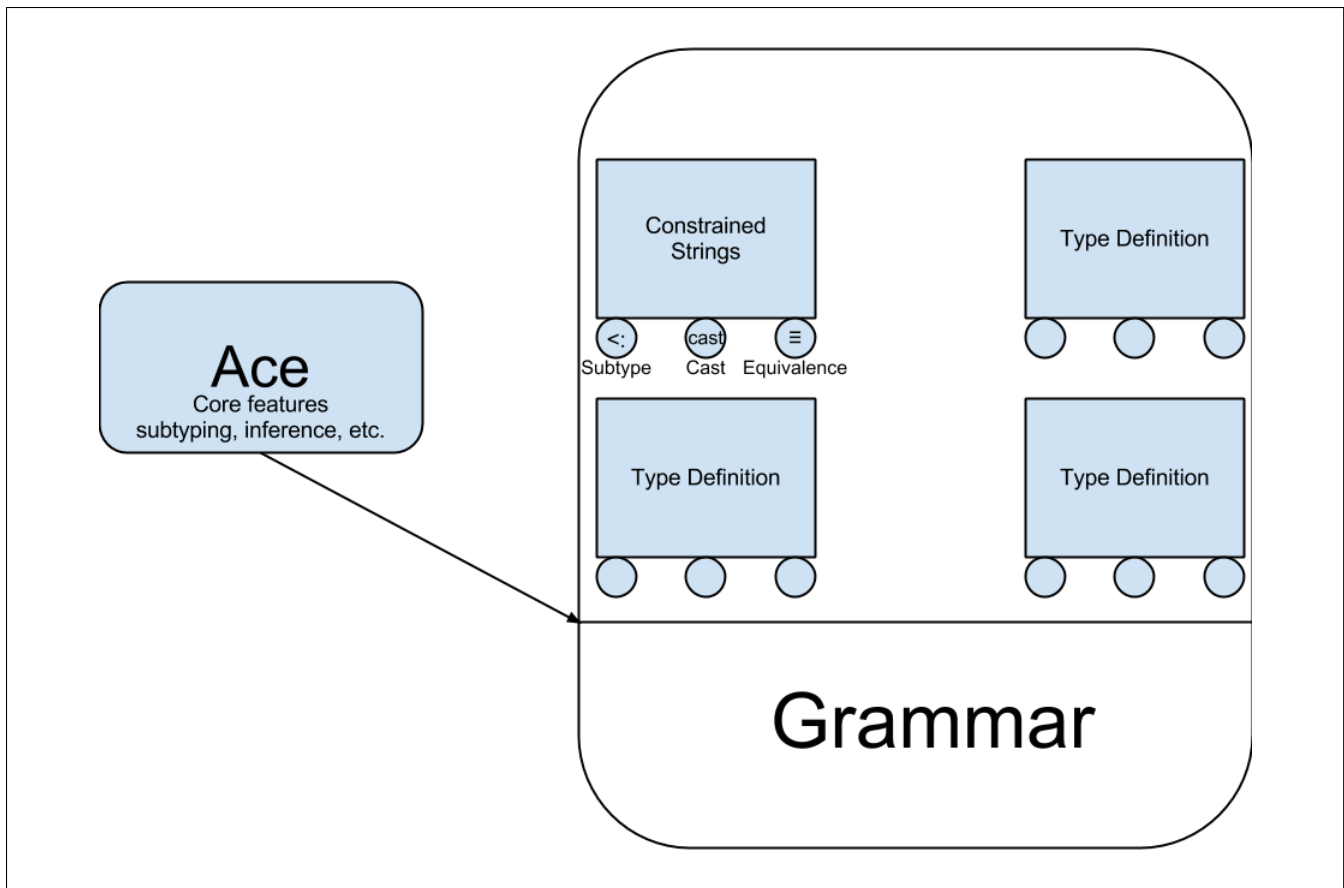 Constrained
Strings
Type Definition
<:
cast
≡
Subtype
Cast
Equivalence
Ace
Core features
subtyping, inference, etc.
Type Definition
Type Definition
Grammar